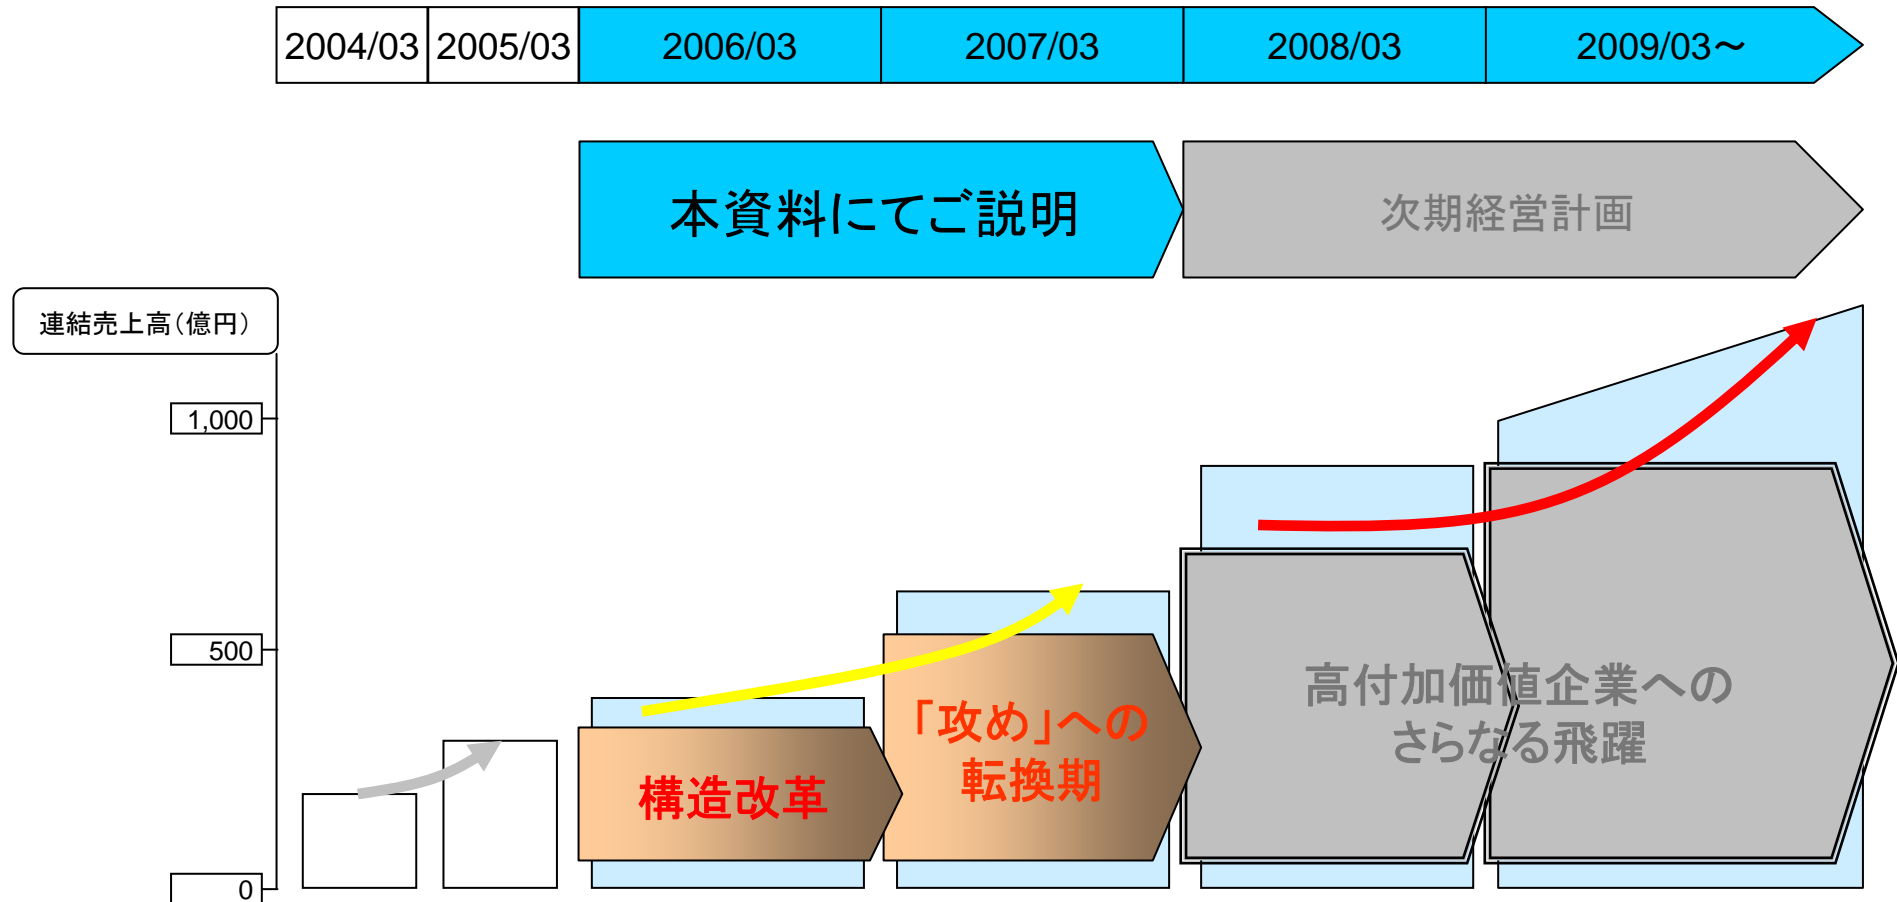 2004/03 2005/03 2006/03 2007/03 2008/03 2009/03～
本資料にてご説明
次期経営計画
連結売上高（億円）
1,000
500
0
構造改革
「攻め」への
転換期
高付加価値企業への
さらなる飛躍